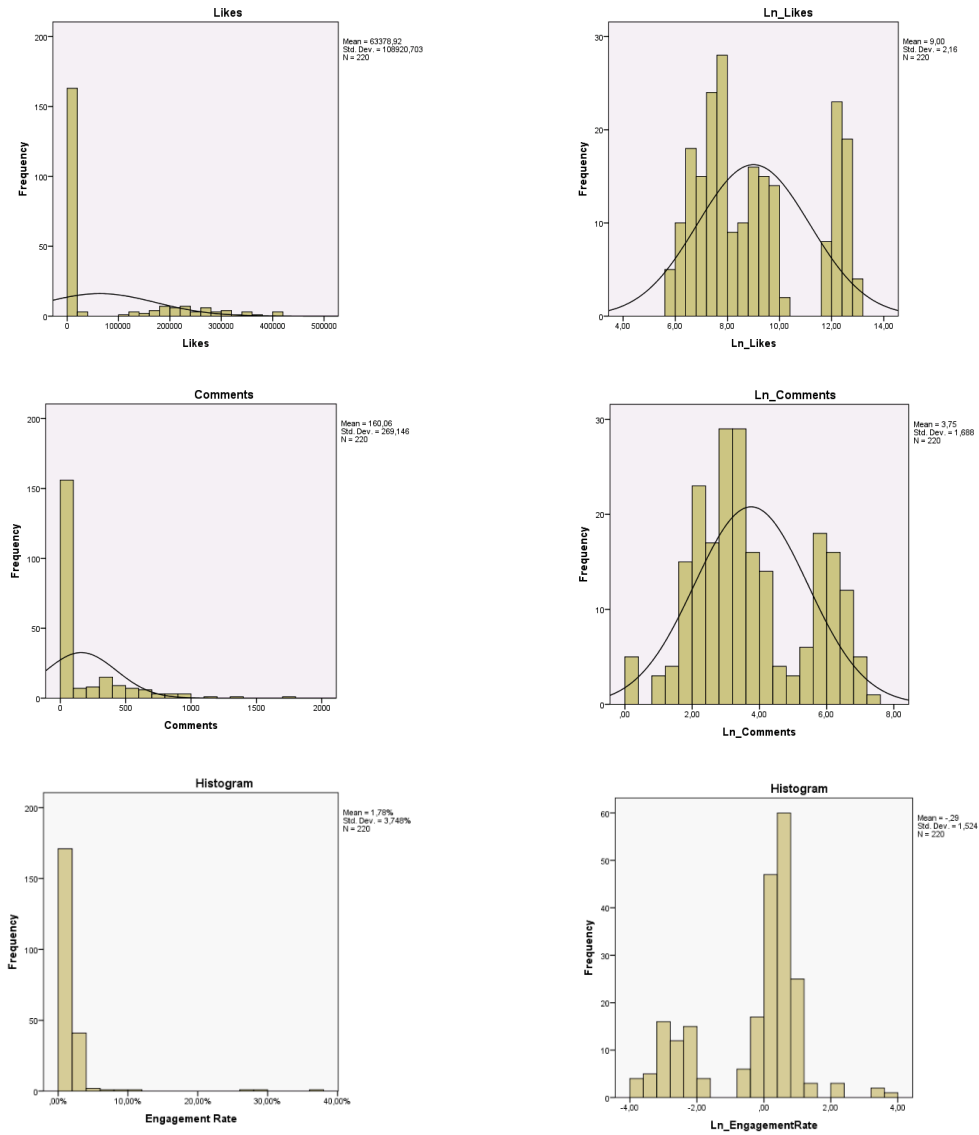 Likes
Mean = 63378,92
Std. Dev. = 108920,703
N = 220
Frequency
200
150
100
50
0
0 100000 200000 300000 400000 500000
Likes
Ln_Likes
Mean = 9,00
Std. Dev. = 2,16
N = 220
Frequency
30
20
10
0
4,00 6,00 8,00 10,00 12,00 14,00
Ln_Likes
Comments
Mean = 160,06
Std. Dev. = 269,146
N = 220
Frequency
200
150
100
50
0
0 500 1000 1500 2000
Comments
Ln_Comments
Mean = 3,75
Std. Dev. = 1,688
N = 220
Frequency
30
20
10
0
,00 2,00 4,00 6,00 8,00
Ln_Comments
Histogram
Mean = 1,78%
Std. Dev. = 3,748%
N = 220
Frequency
200
150
100
50
0
,00% 10,00% 20,00% 30,00% 40,00%
Engagement Rate
Histogram
Mean = -,29
Std. Dev. = 1,524
N = 220
Frequency
60
50
40
30
20
10
0
-4,00 -2,00 ,00 2,00 4,00
Ln_EngagementRate